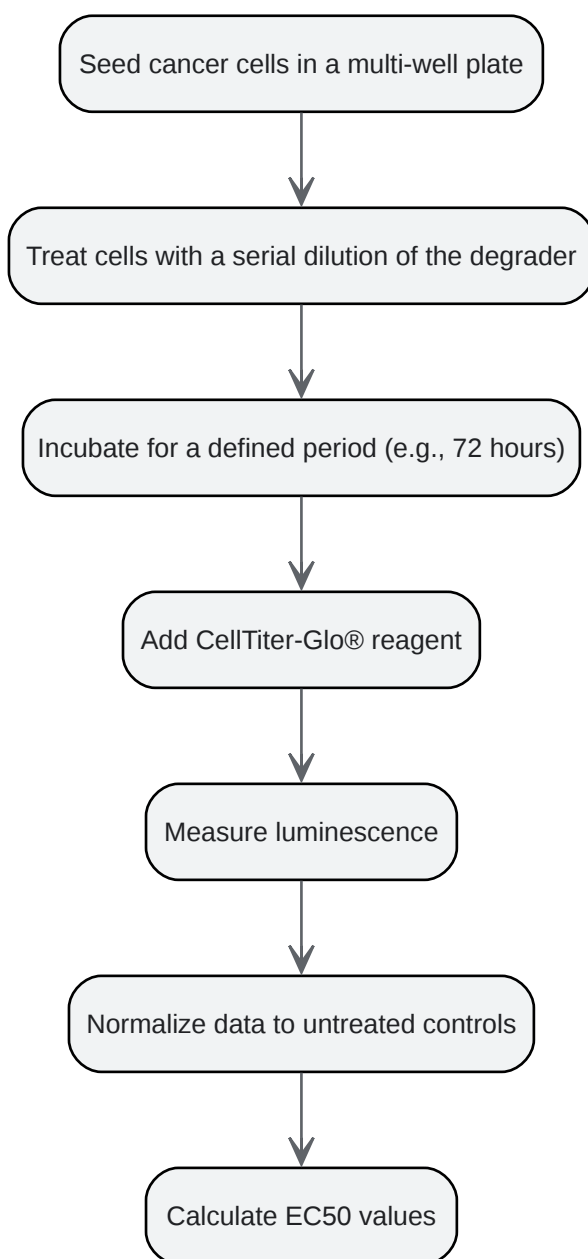 Seed cancer cells in a multi-well plate
Treat cells with a serial dilution of the degrader
Incubate for a defined period (e.g., 72 hours)
Add CellTiter-Glo® reagent
Measure luminescence
Normalize data to untreated controls
Calculate EC50 values